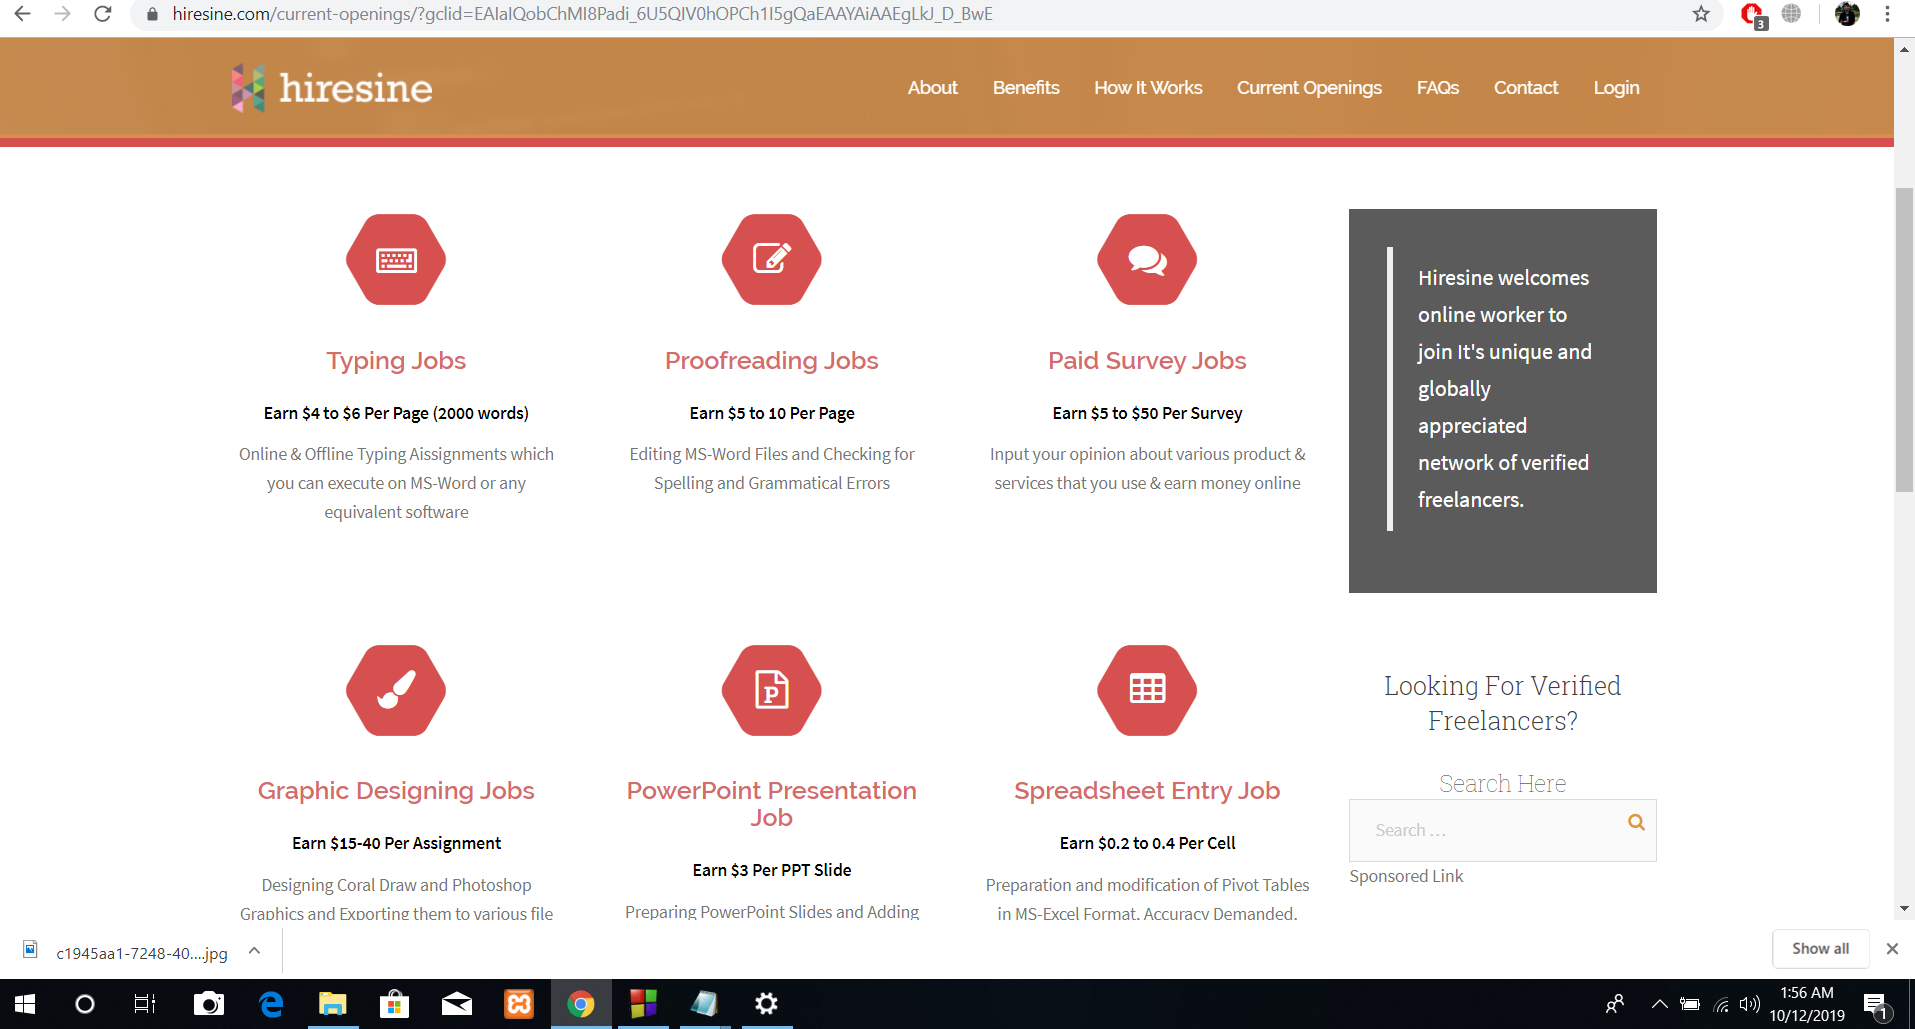 hiresine.com/current-openings/?gclid=EAIaIQobChMI8Padi_6U5QIV0hOPCh1I5gQaEAAYAiAAEgLkJ_D_BwE
3
hiresine
About Benefits How It Works Current Openings FAQs Contact Login
Typing Jobs
Earn $4 to $6 Per Page (2000 words)
Online & Offline Typing Aissignments which
you can execute on MS-Word or any
equivalent software
Proofreading Jobs
Earn $5 to 10 Per Page
Editing MS-Word Files and Checking for
Spelling and Grammatical Errors
Paid Survey Jobs
Earn $5 to $50 Per Survey
Input your opinion about various product &
services that you use & earn money online
Hiresine welcomes
online worker to
join It's unique and
globally
appreciated
network of verified
freelancers.
P
Graphic Designing Jobs
Earn $15-40 Per Assignment
Designing Coral Draw and Photoshop
Graphics and Exporting them to various file
PowerPoint Presentation
Job
Earn $3 Per PPT Slide
Preparing PowerPoint Slides and Adding
Spreadsheet Entry Job
Earn $0.2 to 0.4 Per Cell
Preparation and modification of Pivot Tables
in MS-Excel Format. Accuracy Demanded.
Looking For Verified
Freelancers?
Search Here
Search ...
Sponsored Link
c1945aa1-7248-40....jpg
Show all
1:56 AM
10/12/2019
1